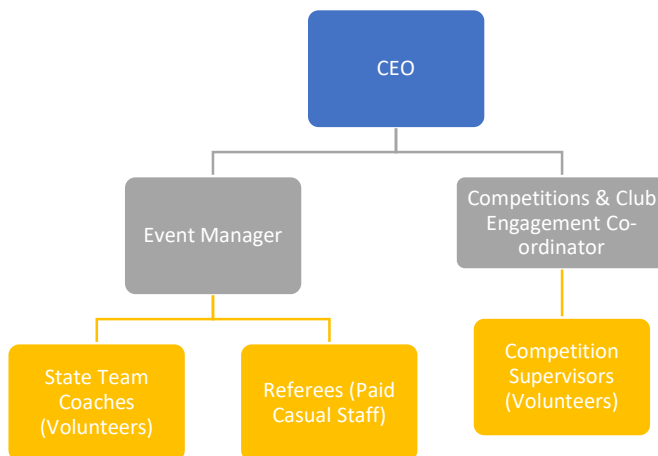 CEO
Event Manager
Competitions & Club
Engagement Co-
ordinator
State Team
Coaches
(Volunteers)
Referees (Paid
Casual Staff)
Competition
Supervisors
(Volunteers)